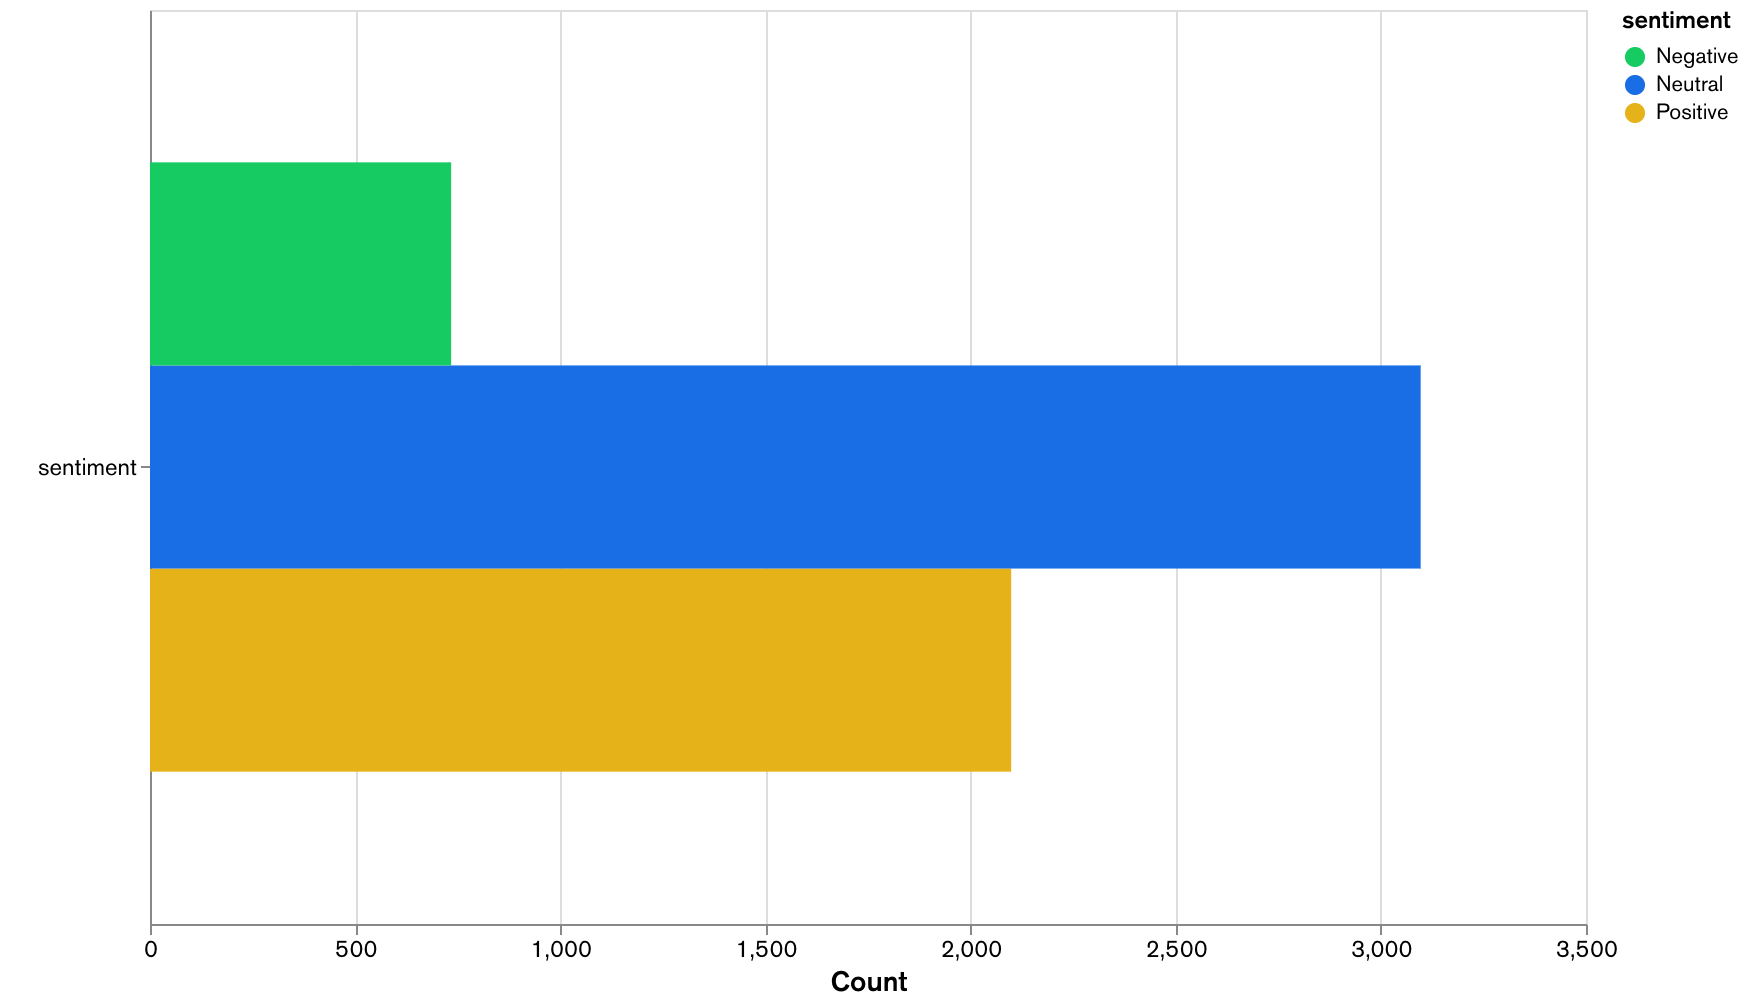 sentiment
Negative
Neutral
Positive
sentiment
0 500 1,000 1,500 2,000 2,500 3,000 3,500
Count